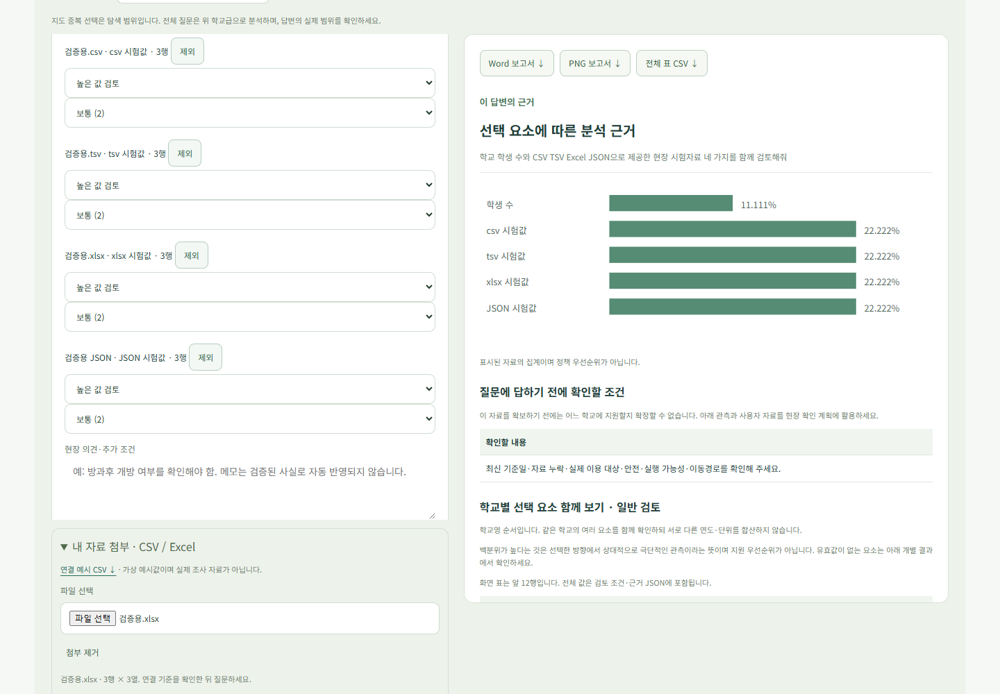 지도 중복 선택은 탐색 범위입니다. 전체 질문은 위 학교급으로 분석하며, 답변의 실제 범위를 확인하세요.
검증용.csv · csv 시험값 · 3행 제외
높은 값 검토
보통 (2)
검증용.tsv · tsv 시험값 · 3행 제외
높은 값 검토
보통 (2)
검증용.xlsx · xlsx 시험값 · 3행 제외
높은 값 검토
보통 (2)
검증용 JSON · JSON 시험값 · 3행 제외
높은 값 검토
보통 (2)
현장 의견·추가 조건
예: 방과후 개방 여부를 확인해야 함. 메모는 검증된 사실로 자동 반영되지 않습니다.
▼ 내 자료 첨부 · CSV / Excel
연결 예시 CSV ↓ · 가상 예시값이며 실제 조사 자료가 아닙니다.
파일 선택
파일 선택 검증용.xlsx
첨부 제거
검증용.xlsx · 3행 × 3열. 연결 기준을 확인한 뒤 질문하세요.
Word 보고서 ↓ PNG 보고서 ↓ 전체 표 CSV ↓
이 답변의 근거
선택 요소에 따른 분석 근거
학교 학생 수와 CSV TSV Excel JSON으로 제공한 현장 시험자료 네 가지를 함께 검토해줘
학생 수 11.111%
csv 시험값 22.222%
tsv 시험값 22.222%
xlsx 시험값 22.222%
JSON 시험값 22.222%
표시된 자료의 집계이며 정책 우선순위가 아닙니다.
질문에 답하기 전에 확인할 조건
이 자료를 확보하기 전에는 어느 학교에 지원할지 확정할 수 없습니다. 아래 관측과 사용자 자료를 현장 확인 계획에 활용하세요.
확인할 내용
최신 기준일·자료 누락·실제 이용 대상·안전·실행 가능성·이동경로를 확인해 주세요.
학교별 선택 요소 함께 보기 · 일반 검토
학교명 순서입니다. 같은 학교의 여러 요소를 함께 확인하되 서로 다른 연도·단위를 합산하지 않습니다.
백분위가 높다는 것은 선택한 방향에서 상대적으로 극단적인 관측이라는 뜻이며 지원 우선순위가 아닙니다. 유효값이 없는 요소는 아래 개별 결과
에서 확인하세요.
화면 표는 앞 12행입니다. 전체 값은 검토 조건·근거 JSON에 포함됩니다.